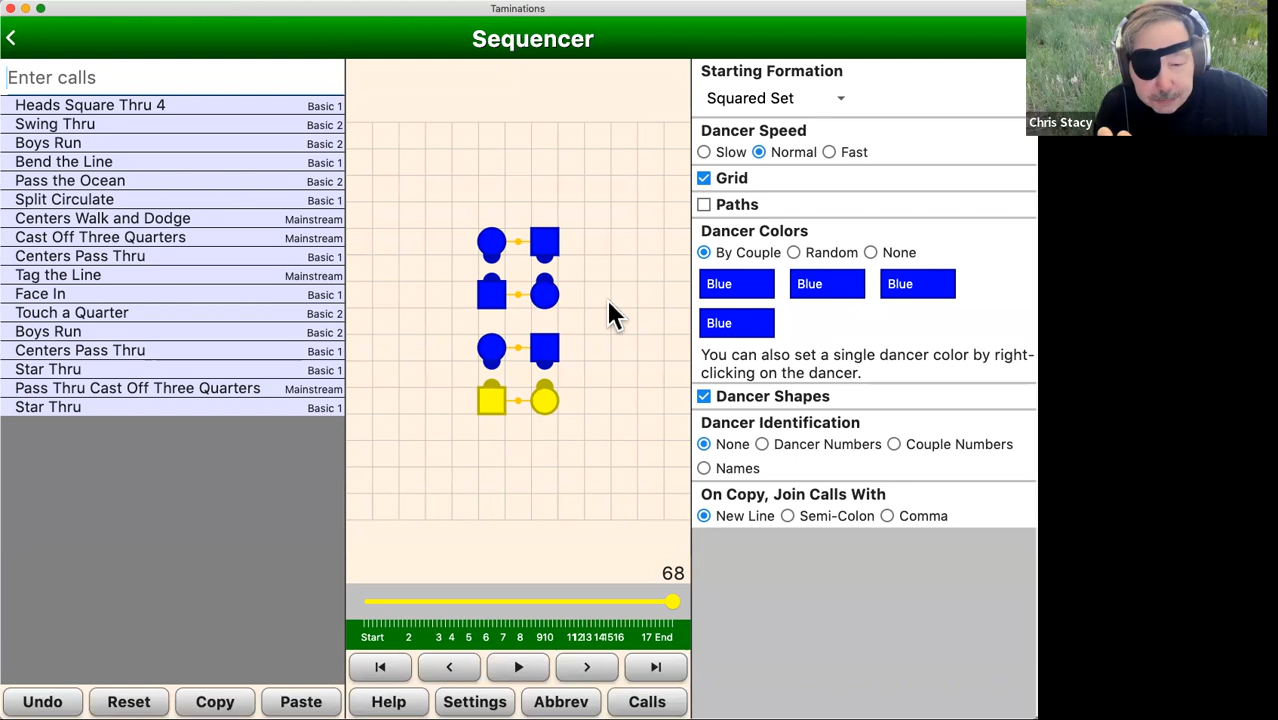 Taminations
Sequencer
Enter calls
Heads Square Thru 4 Basic 1
Swing Thru Basic 2
Boys Run Basic 2
Bend the Line Basic 1
Pass the Ocean Basic 2
Split Circulate Basic 1
Centers Walk and Dodge Mainstream
Cast Off Three Quarters Mainstream
Centers Pass Thru Basic 1
Tag the Line Mainstream
Face In Basic 1
Touch a Quarter Basic 2
Boys Run Basic 2
Centers Pass Thru Basic 1
Star Thru Basic 1
Pass Thru Cast Off Three Quarters Mainstream
Star Thru Basic 1
Undo Reset Copy Paste
68
Start 2 3 4 5 6 7 8 910 111213 141516 17 End
Help Settings Abbrev Calls
Starting Formation
Squared Set
Dancer Speed
Slow Normal Fast
Grid
Paths
Dancer Colors
By Couple Random None
Blue Blue Blue
Blue
You can also set a single dancer color by right-
clicking on the dancer.
Dancer Shapes
Dancer Identification
None Dancer Numbers Couple Numbers
Names
On Copy, Join Calls With
New Line Semi-Colon Comma
Chris Stacy